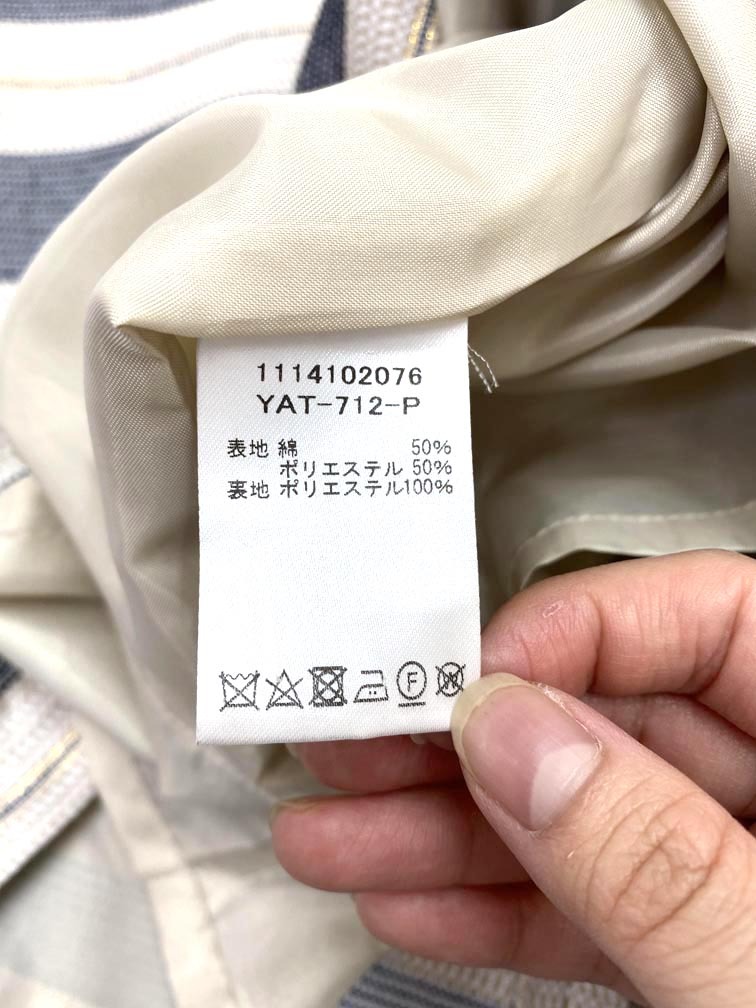 1114102076
YAT-712-P
表地 綿 50%
ポリエステル 50%
裏地 ポリエステル100%
F
W